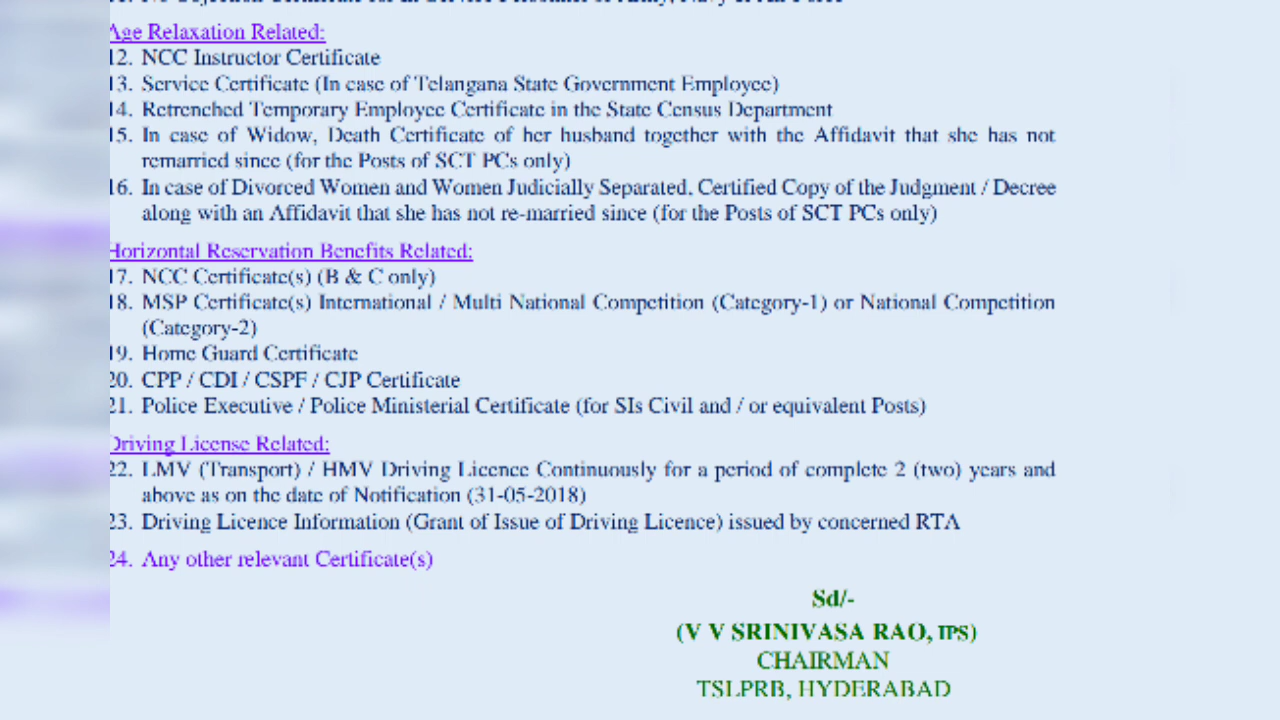 Age Relaxation Related:
12. NCC Instructor Certificate
13. Service Certificate (In case of Telangana State Government Employee)
14. Retrenched Temporary Employee Certificate in the State Census Department
15. In case of Widow, Death Certificate of her husband together with the Affidavit that she has not
remarried since (for the Posts of SCT PCs only)
16. In case of Divorced Women and Women Judicially Separated, Certified Copy of the Judgment / Decree
along with an Affidavit that she has not re-married since (for the Posts of SCT PCs only)
Horizontal Reservation Benefits Related:
17. NCC Certificate(s) (B & C only)
18. MSP Certificate(s) International / Multi National Competition (Category-1) or National Competition
(Category-2)
19. Home Guard Certificate
20. CPP / CDI / CSPF / CJP Certificate
21. Police Executive / Police Ministerial Certificate (for SIs Civil and / or equivalent Posts)
Driving License Related:
22. LMV (Transport) / HMV Driving Licence Continuously for a period of complete 2 (two) years and
above as on the date of Notification (31-05-2018)
23. Driving Licence Information (Grant of Issue of Driving Licence) issued by concerned RTA
24. Any other relevant Certificate(s)
Sd/-
(V V SRINIVASA RAO, IPS)
CHAIRMAN
TSLPRB, HYDERABAD